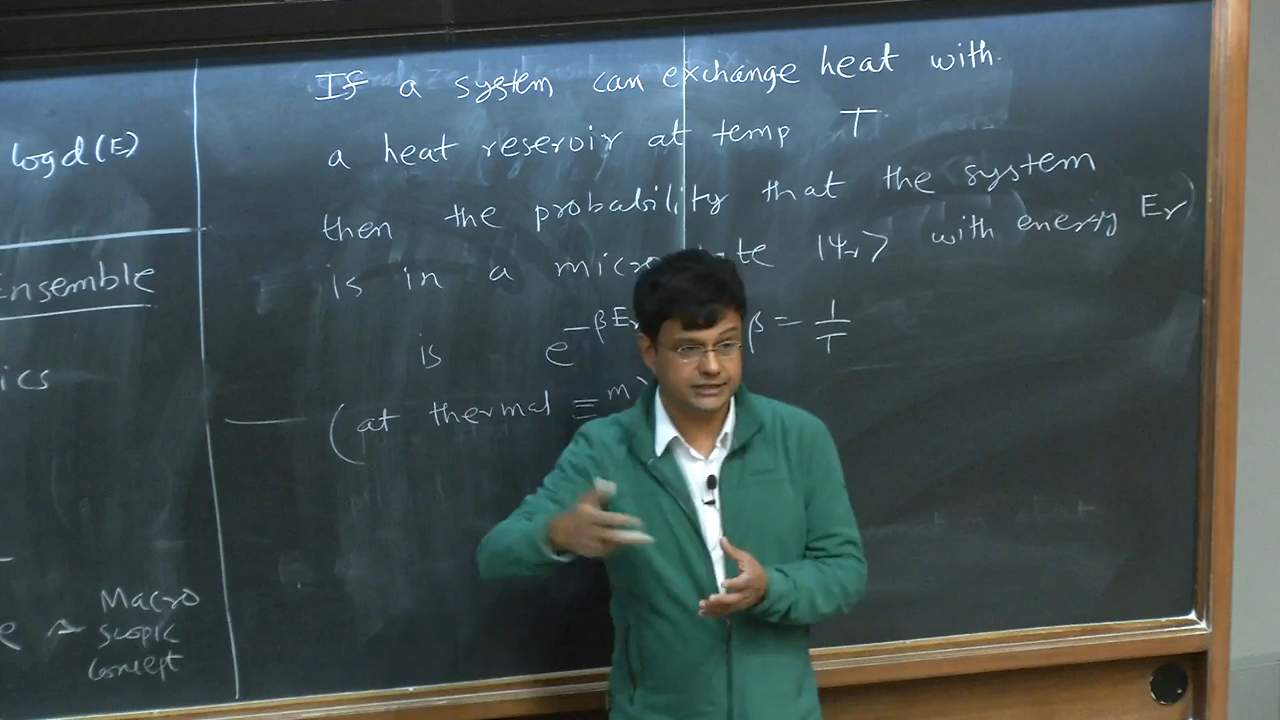 log d(E)
Ensemble
ics
Macro
scopic
concept
If a system can exchange heat with
a heat reservoir at temp T
then the probability that the system
is in a micro te |ψr> with energy Er)
is e^-βEr β = 1/T
(at thermal ≡m